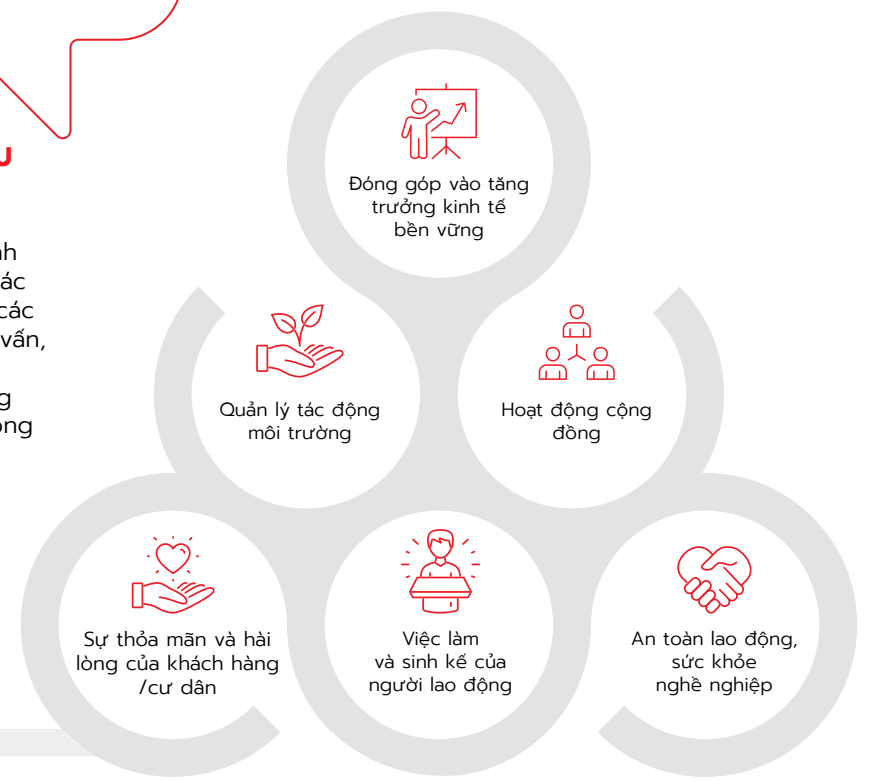 Đóng góp vào tăng
trưởng kinh tế
bền vững
các
vấn,
Quản lý tác động
môi trường
Hoạt động cộng
đồng
Sự thỏa mãn và hài
lòng của khách hàng
/cư dân
Việc làm
và sinh kế của
người lao động
An toàn lao động,
sức khỏe
nghề nghiệp